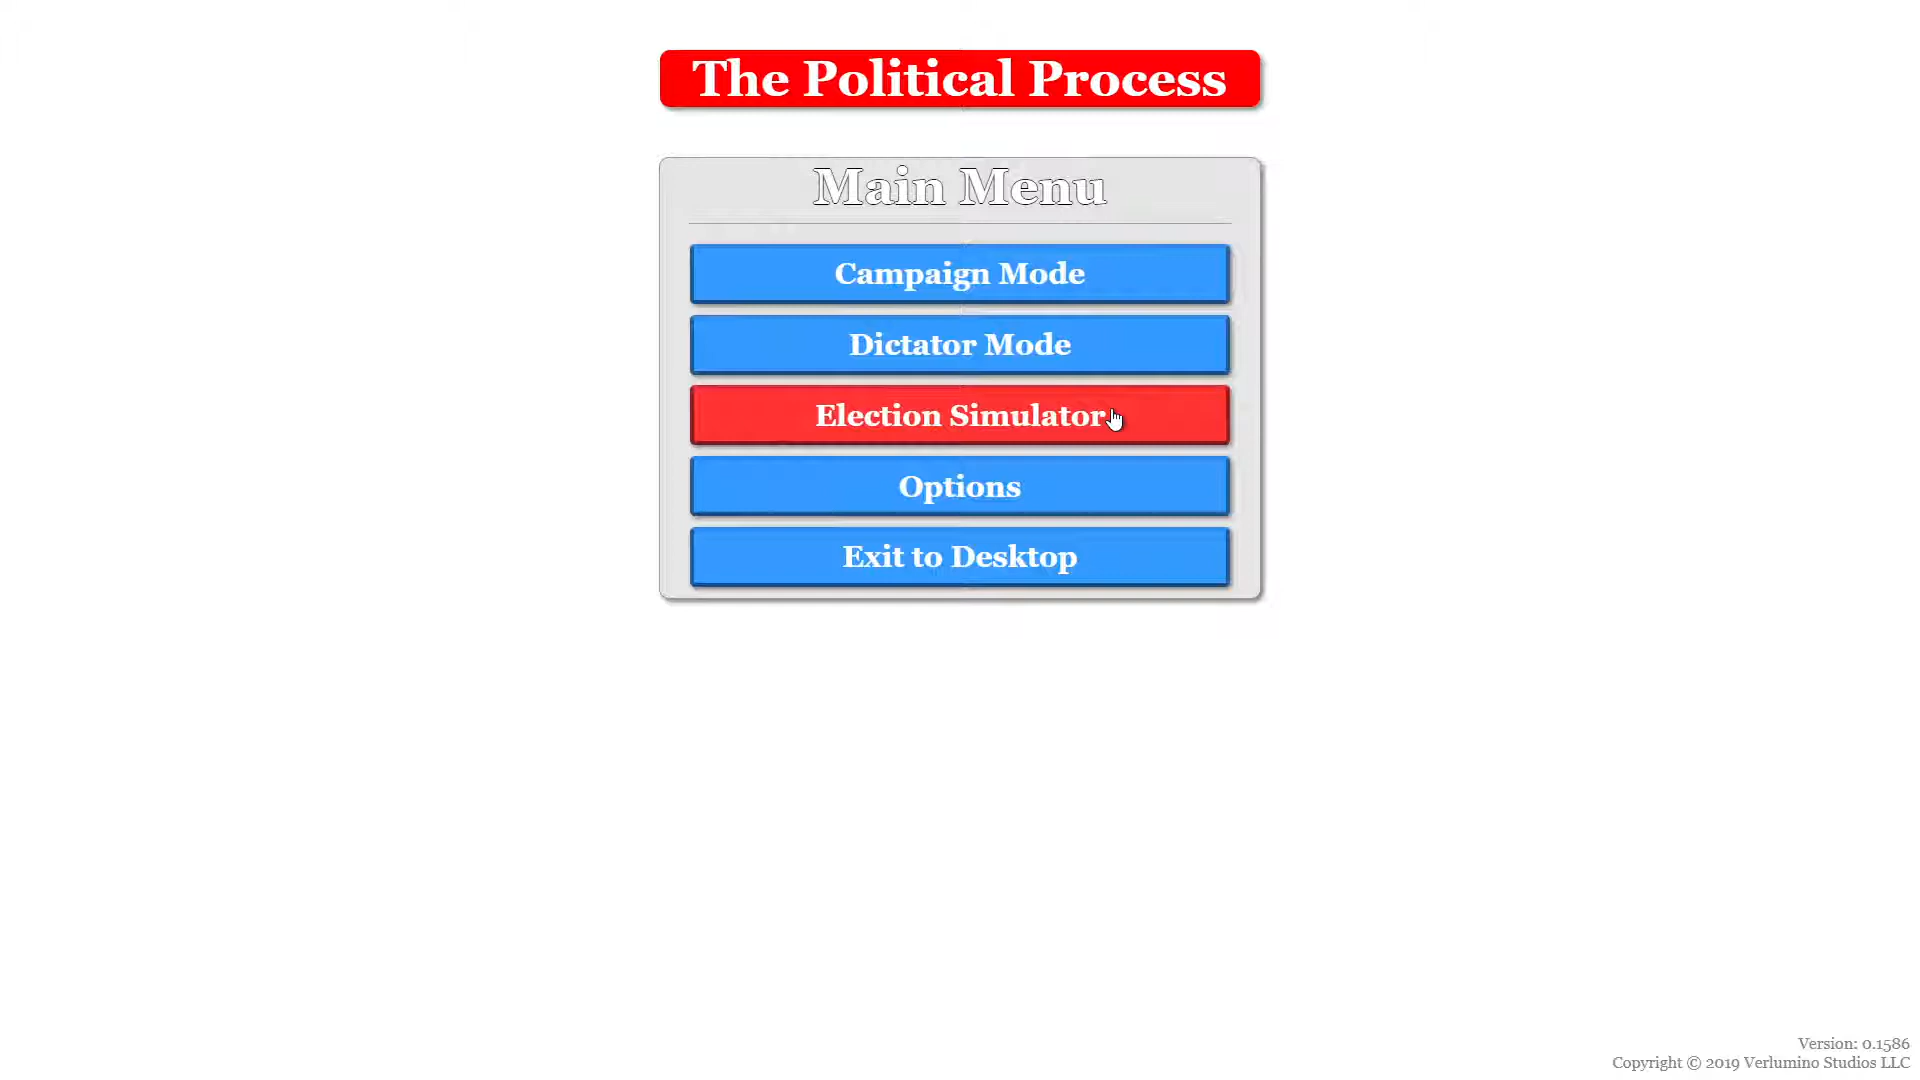 The Political Process
Main Menu
Campaign Mode
Dictator Mode
Election Simulator
Options
Exit to Desktop
Version: 0.1586
Copyright © 2019 Verlumino Studios LLC